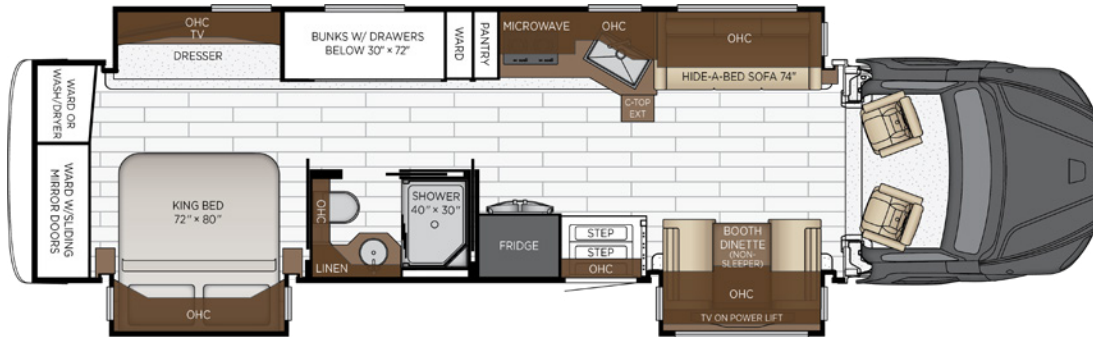 OHC
TV
DRESSER
BUNKS W/ DRAWERS
BELOW 30" × 72"
WARD
PANTRY
MICROWAVE
OHC
OHC
HIDE-A-BED SOFA 74"
C-TOP
EXT
WARD OR
WASH/DRYER
WARD W/SLIDING
MIRROR DOORS
KING BED
72" × 80"
OHC
OHC
LINEN
SHOWER
40" × 30"
FRIDGE
STEP
STEP
OHC
BOOTH
DINETTE
(NON-
SLEEPER)
OHC
TV ON POWER LIFT